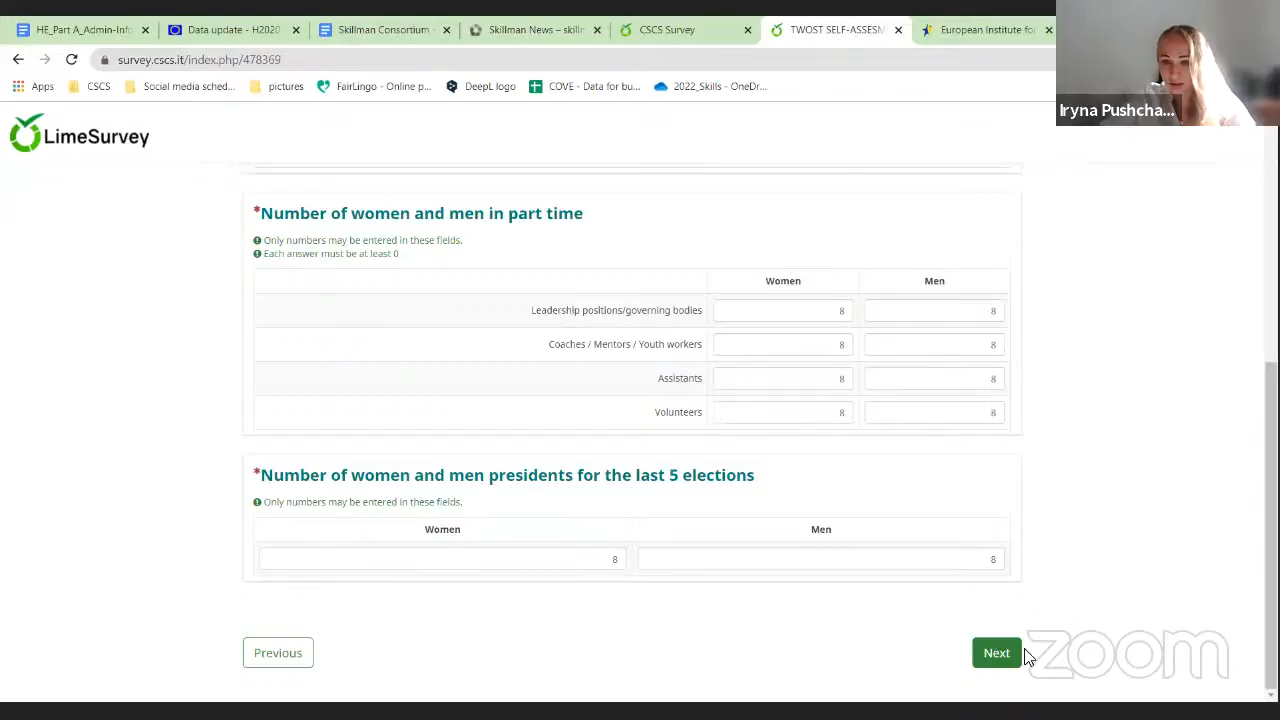 HE_Part A_Admin-Info
Data update - H2020
Skillman Consortium
Skillman News – skilln
CSCS Survey
TWOST SELF-ASSESM
European Institute fo
survey.cscs.it/index.php/478369
Apps
CSCS
Social media sched...
pictures
FairLingo - Online p...
DeepL logo
COVE - Data for bu...
2022_Skills - OneDr...
Iryna Pushcha...
LimeSurvey
*Number of women and men in part time
Only numbers may be entered in these fields.
Each answer must be at least 0
Women Men
Leadership positions/governing bodies 8 8
Coaches / Mentors / Youth workers 8 8
Assistants 8 8
Volunteers 8 8
*Number of women and men presidents for the last 5 elections
Only numbers may be entered in these fields.
Women Men
8 8
Previous
Next
zoom